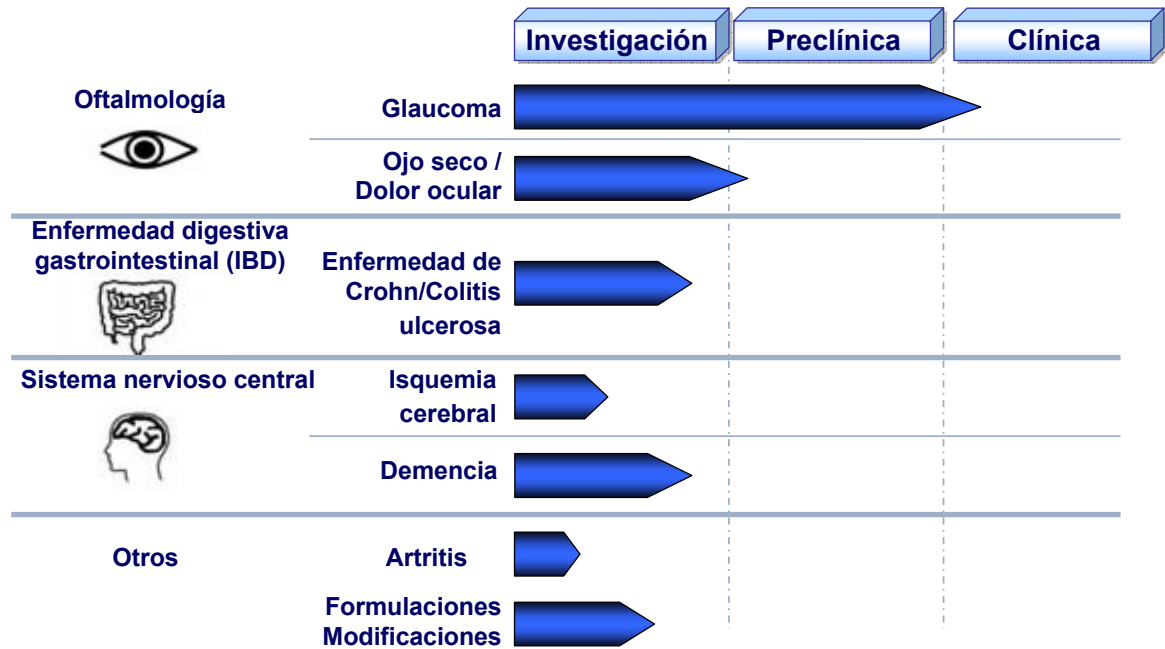 Investigación
Preclínica
Clínica
Oftalmología
Glaucoma
Ojo seco /
Dolor ocular
Enfermedad digestiva
gastrointestinal (IBD)
Enfermedad de
Crohn/Colitis
ulcerosa
Sistema nervioso central
Isquemia
cerebral
Demencia
Otros
Artritis
Formulaciones
Modificaciones